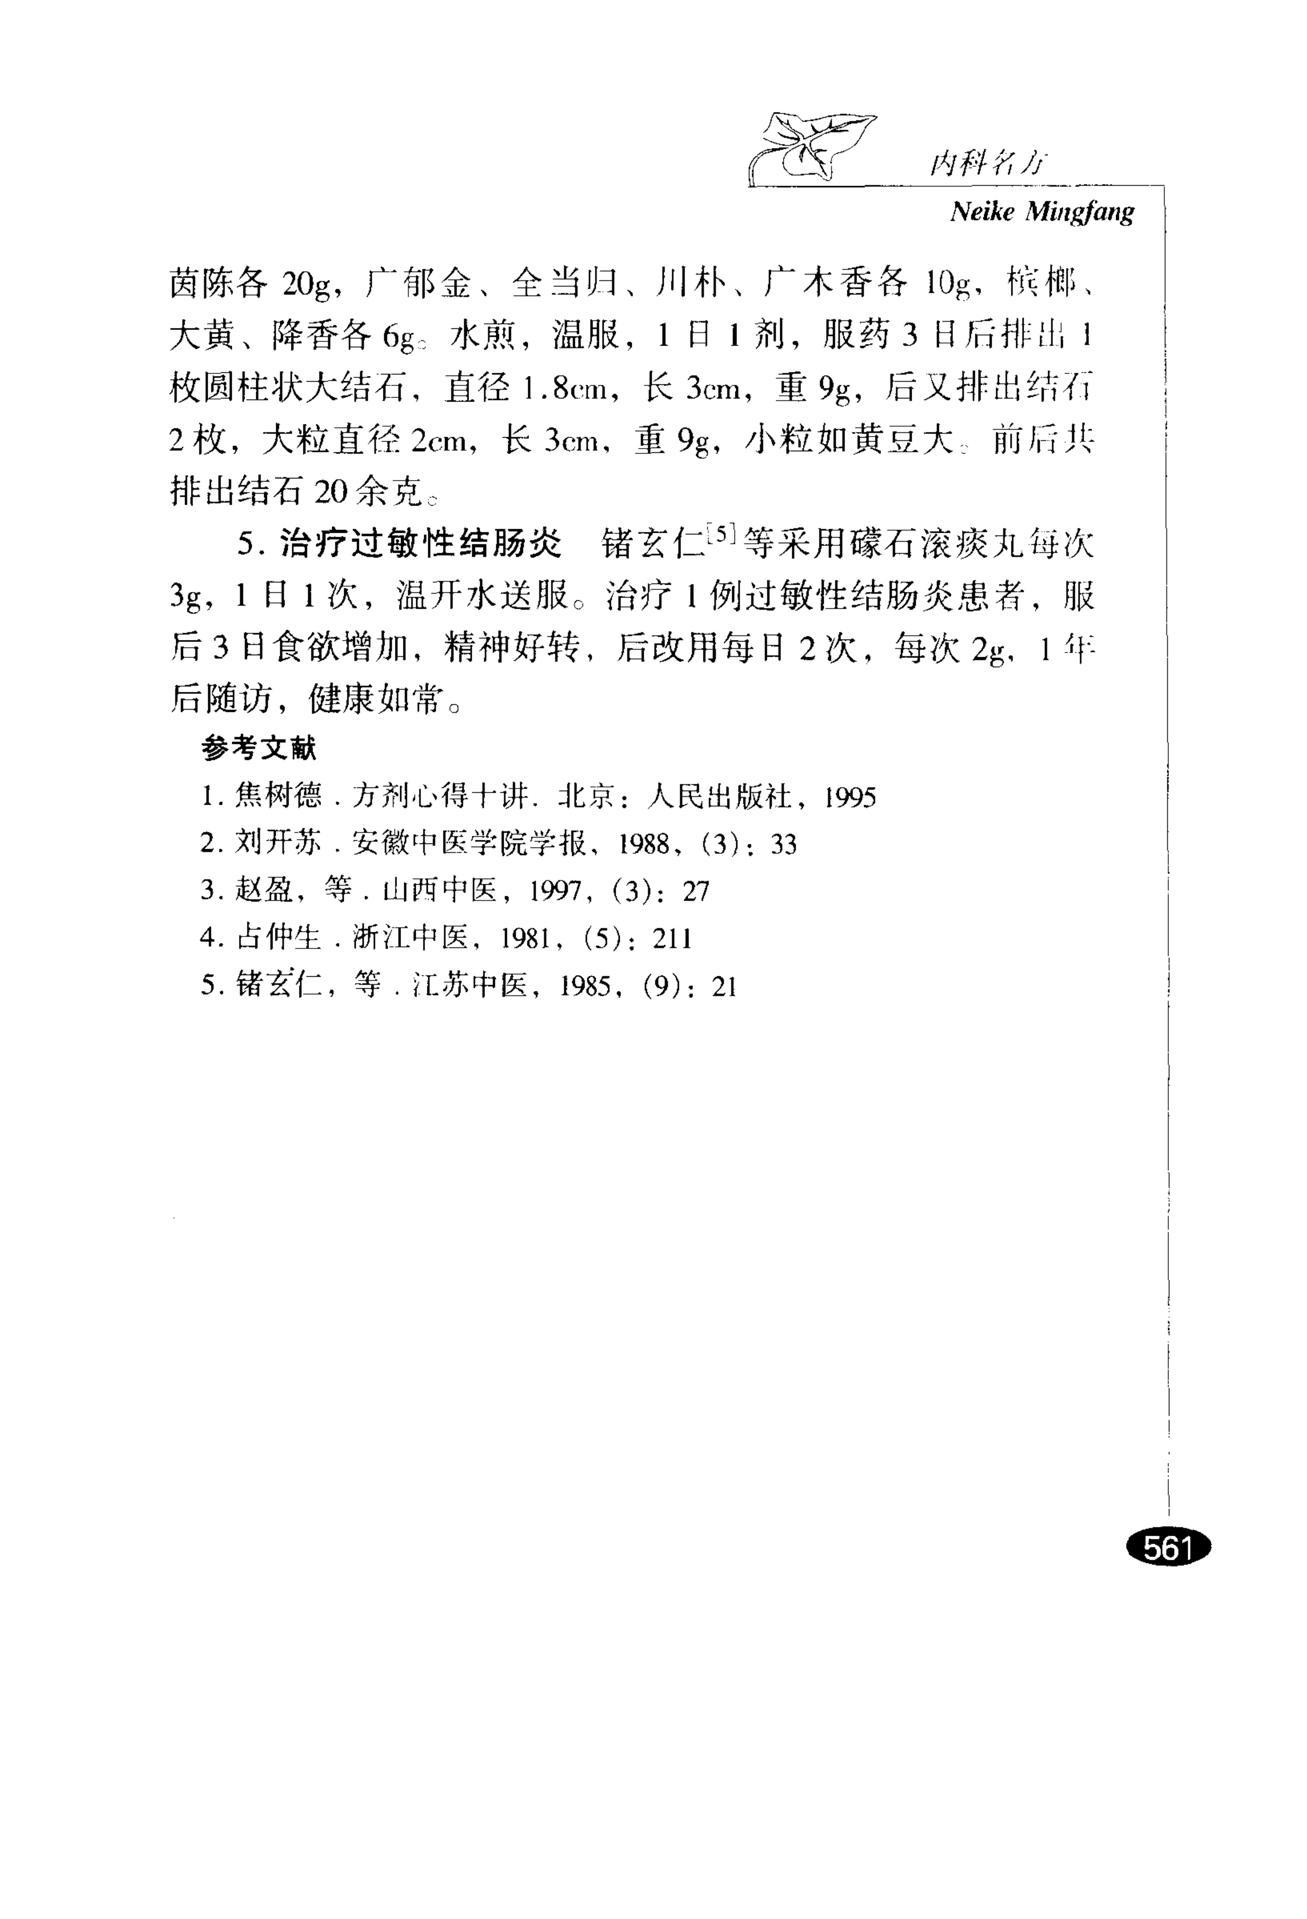 内科名方
Neike Mingfang
茵陈各 20g，广郁金、全当归、川朴、广木香各 10g，槟榔、
大黄、降香各 6g。水煎，温服，1 日 1 剂，服药 3 日后排出 1
枚圆柱状大结石，直径 1.8cm，长 3cm，重 9g，后又排出结石
2 枚，大粒直径 2cm，长 3cm，重 9g，小粒如黄豆大。前后共
排出结石 20 余克。
5. 治疗过敏性结肠炎　锗玄仁[5]等采用礞石滚痰丸每次
3g，1 日 1 次，温开水送服。治疗 1 例过敏性结肠炎患者，服
后 3 日食欲增加，精神好转，后改用每日 2 次，每次 2g，1 年
后随访，健康如常。
参考文献
1. 焦树德．方剂心得十讲．北京：人民出版社，1995
2. 刘开苏．安徽中医学院学报，1988，(3)：33
3. 赵盈，等．山西中医，1997，(3)：27
4. 占仲生．浙江中医，1981，(5)：211
5. 锗玄仁，等．江苏中医，1985，(9)：21
561